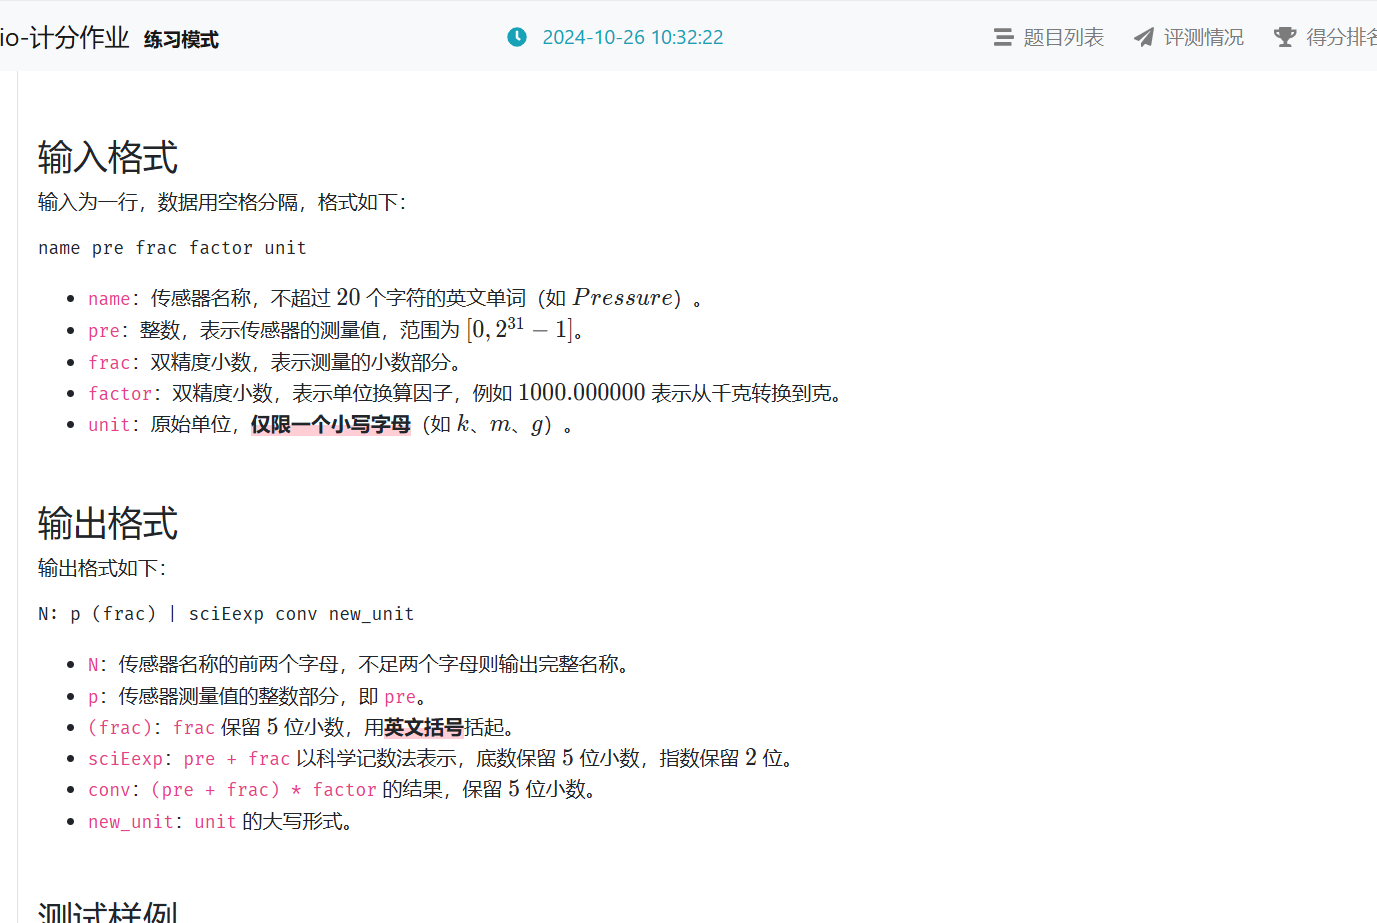 io-计分作业 练习模式 2024-10-26 10:32:22 题目列表 评测情况 得分排名
输入格式
输入为一行，数据用空格分隔，格式如下：
name pre frac factor unit
name：传感器名称，不超过 20 个字符的英文单词（如 Pressure）。
pre：整数，表示传感器的测量值，范围为 [0, 2^31 − 1]。
frac：双精度小数，表示测量的小数部分。
factor：双精度小数，表示单位换算因子，例如 1000.000000 表示从千克转换到克。
unit：原始单位，仅限一个小写字母（如 k、m、g）。
输出格式
输出格式如下：
N: p (frac) | sciEexp conv new_unit
N：传感器名称的前两个字母，不足两个字母则输出完整名称。
p：传感器测量值的整数部分，即 pre。
(frac)：frac 保留 5 位小数，用英文括号括起。
sciEexp：pre + frac 以科学记数法表示，底数保留 5 位小数，指数保留 2 位。
conv：(pre + frac) * factor 的结果，保留 5 位小数。
new_unit：unit 的大写形式。
测试样例